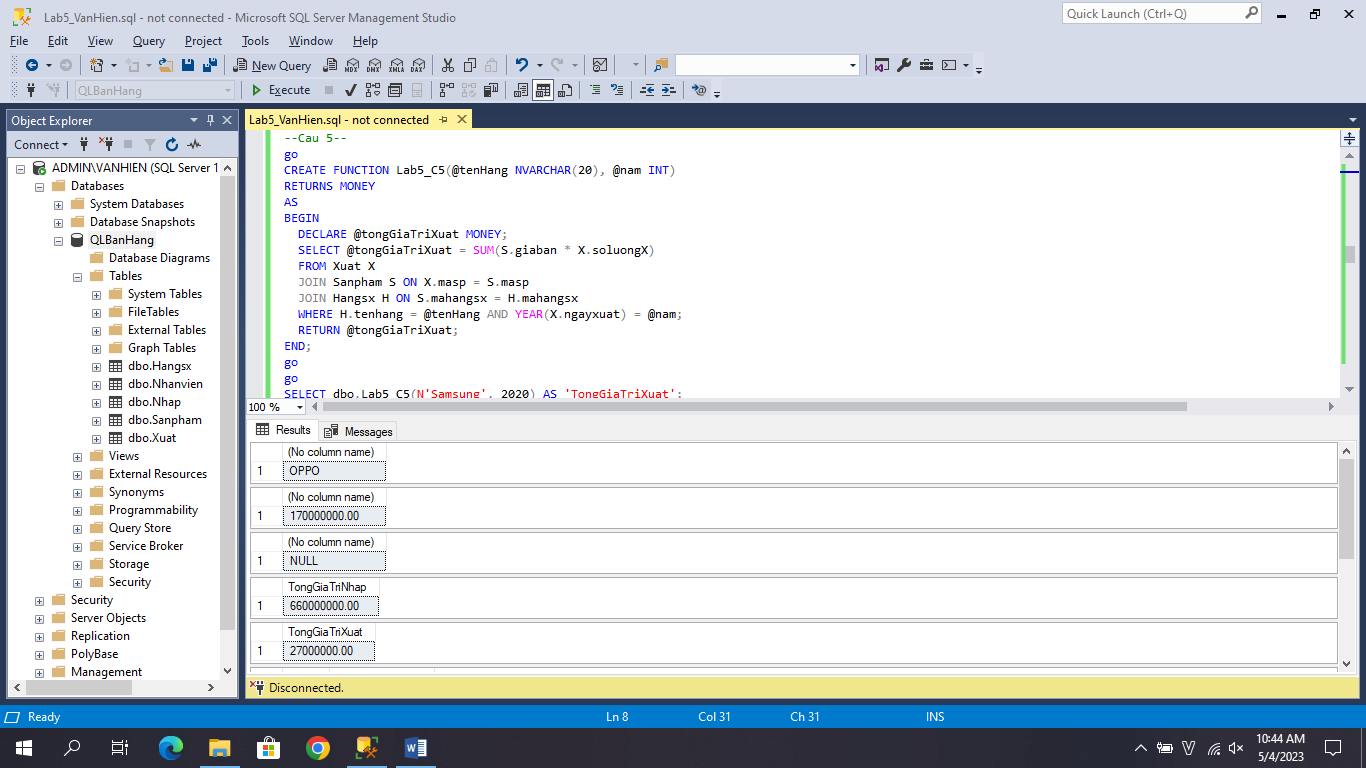 Lab5_VanHien.sql - not connected - Microsoft SQL Server Management Studio
Quick Launch (Ctrl+Q)
File Edit View Query Project Tools Window Help
New Query MDX DMX XMLA DAX
QLBanHang Execute
Object Explorer
Connect
ADMIN\VANHIEN (SQL Server 1
Databases
System Databases
Database Snapshots
QLBanHang
Database Diagrams
Tables
System Tables
FileTables
External Tables
Graph Tables
dbo.Hangsx
dbo.Nhanvien
dbo.Nhap
dbo.Sanpham
dbo.Xuat
Views
External Resources
Synonyms
Programmability
Query Store
Service Broker
Storage
Security
Security
Server Objects
Replication
PolyBase
Management
Lab5_VanHien.sql - not connected
--Cau 5--
go
CREATE FUNCTION Lab5_C5(@tenHang NVARCHAR(20), @nam INT)
RETURNS MONEY
AS
BEGIN
DECLARE @tongGiaTriXuat MONEY;
SELECT @tongGiaTriXuat = SUM(S.giaban * X.soluongX)
FROM Xuat X
JOIN Sanpham S ON X.masp = S.masp
JOIN Hangsx H ON S.mahangsx = H.mahangsx
WHERE H.tenhang = @tenHang AND YEAR(X.ngayxuat) = @nam;
RETURN @tongGiaTriXuat;
END;
go
go
SELECT dbo.Lab5_C5(N'Samsung', 2020) AS 'TongGiaTriXuat';
100 %
Results Messages
(No column name)
1 OPPO
(No column name)
1 170000000.00
(No column name)
1 NULL
TongGiaTriNhap
1 660000000.00
TongGiaTriXuat
1 27000000.00
Disconnected.
Ready Ln 8 Col 31 Ch 31 INS
10:44 AM
5/4/2023